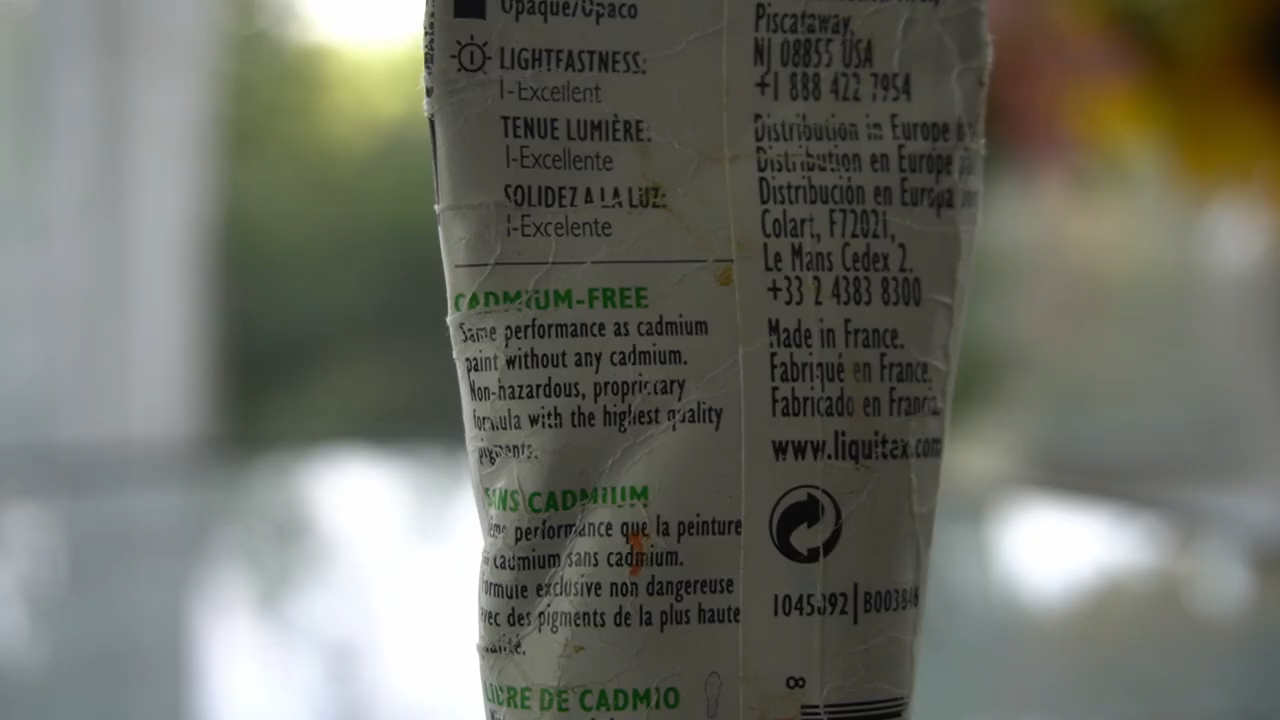 Opaque/Opaco
LIGHTFASTNESS:
I-Excellent
TENUE LUMIÈRE:
I-Excellente
SOLIDEZ A LA LUZ:
I-Excelente
CADMIUM-FREE
Same performance as cadmium
paint without any cadmium.
Non-hazardous, proprietary
formula with the highest quality
pigments.
SANS CADMIUM
performance que la peinture
cadmium sans cadmium.
formule exclusive non dangereuse
avec des pigments de la plus haute
LIBRE DE CADMIO
Piscataway,
NJ 08855 USA
+1 888 422 7954
Distribution in Europe
Distribution en Europe
Distribución en Europa
Colart, F72021,
Le Mans Cedex 2.
+33 2 4383 8300
Made in France.
Fabriqué en France.
Fabricado en Francia.
www.liquitex.com
∞